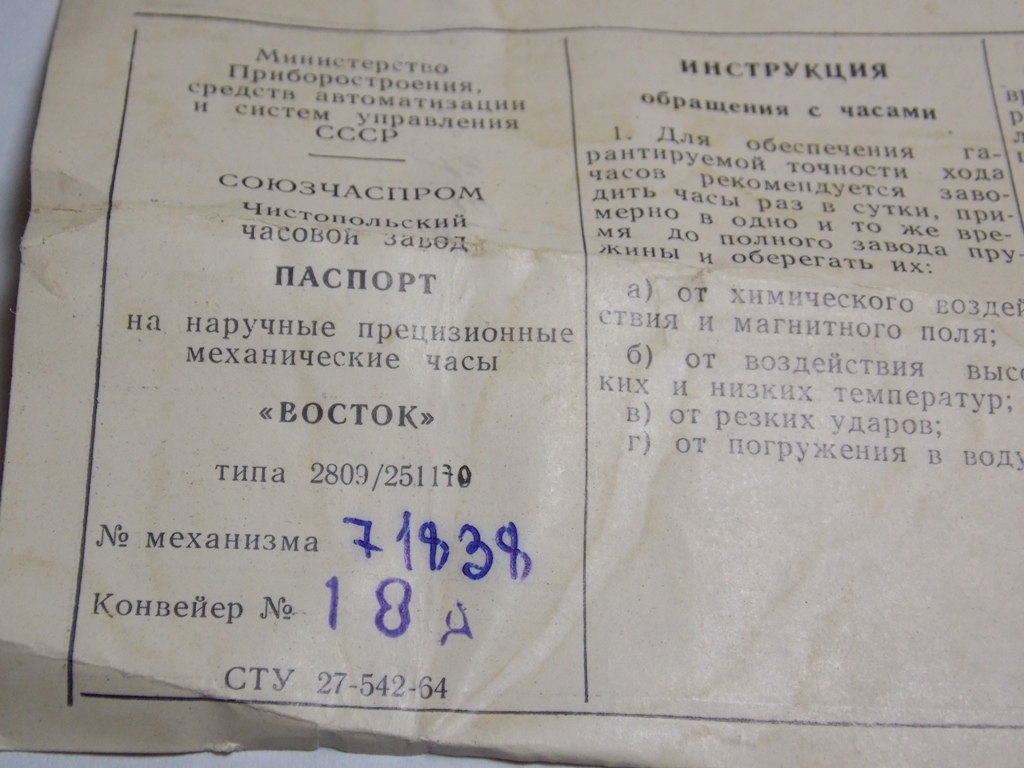 Министерство
Приборостроения,
средств автоматизации
и систем управления
СССР
СОЮЗЧАСПРОМ
Чистопольский
часовой завод
ПАСПОРТ
на наручные прецизионные
механические часы
«ВОСТОК»
типа 2809/251170
№ механизма 71838
Конвейер № 18 д
СТУ 27-542-64
ИНСТРУКЦИЯ
обращения с часами
1. Для обеспечения га-
рантируемой точности хода
часов рекомендуется заво-
дить часы раз в сутки, при-
мерно в одно и то же вре-
мя до полного завода пру-
жины и оберегать их:
а) от химического воздей
ствия и магнитного поля;
б) от воздействия высо
ких и низких температур;
в) от резких ударов;
г) от погружения в воду